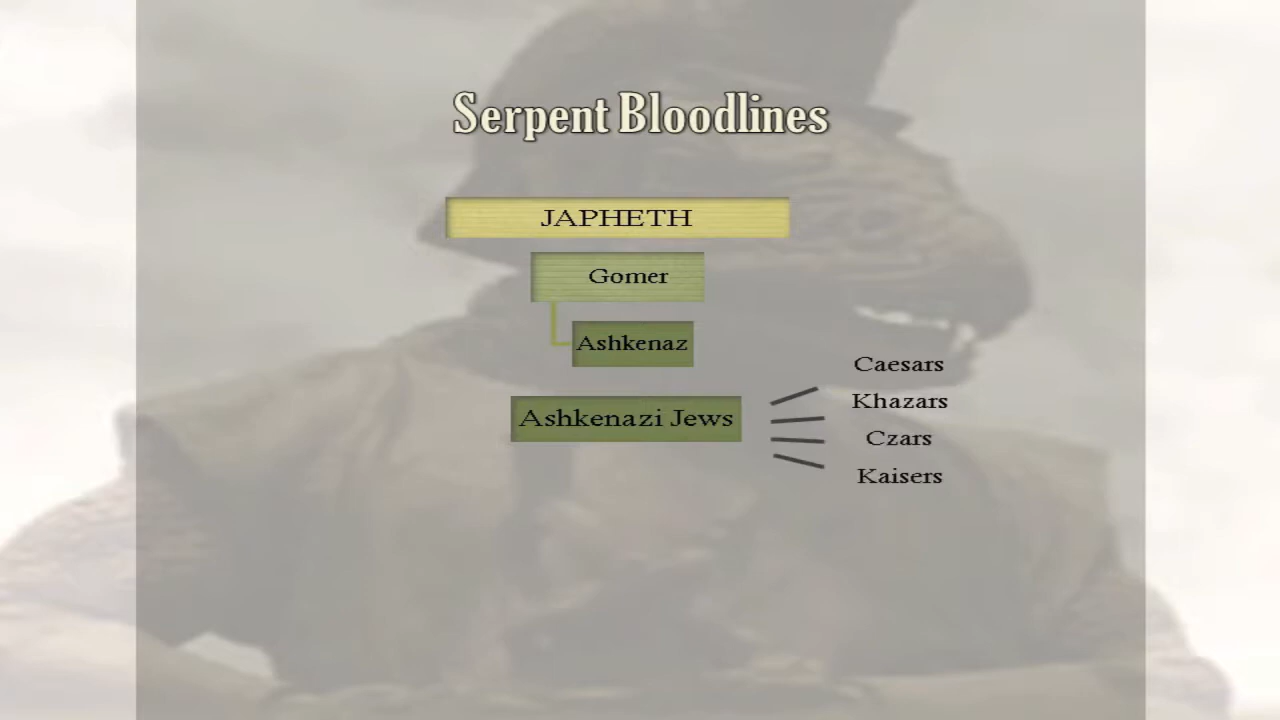 Serpent Bloodlines
JAPHETH
Gomer
Ashkenaz
Ashkenazi Jews
Caesars
Khazars
Czars
Kaisers